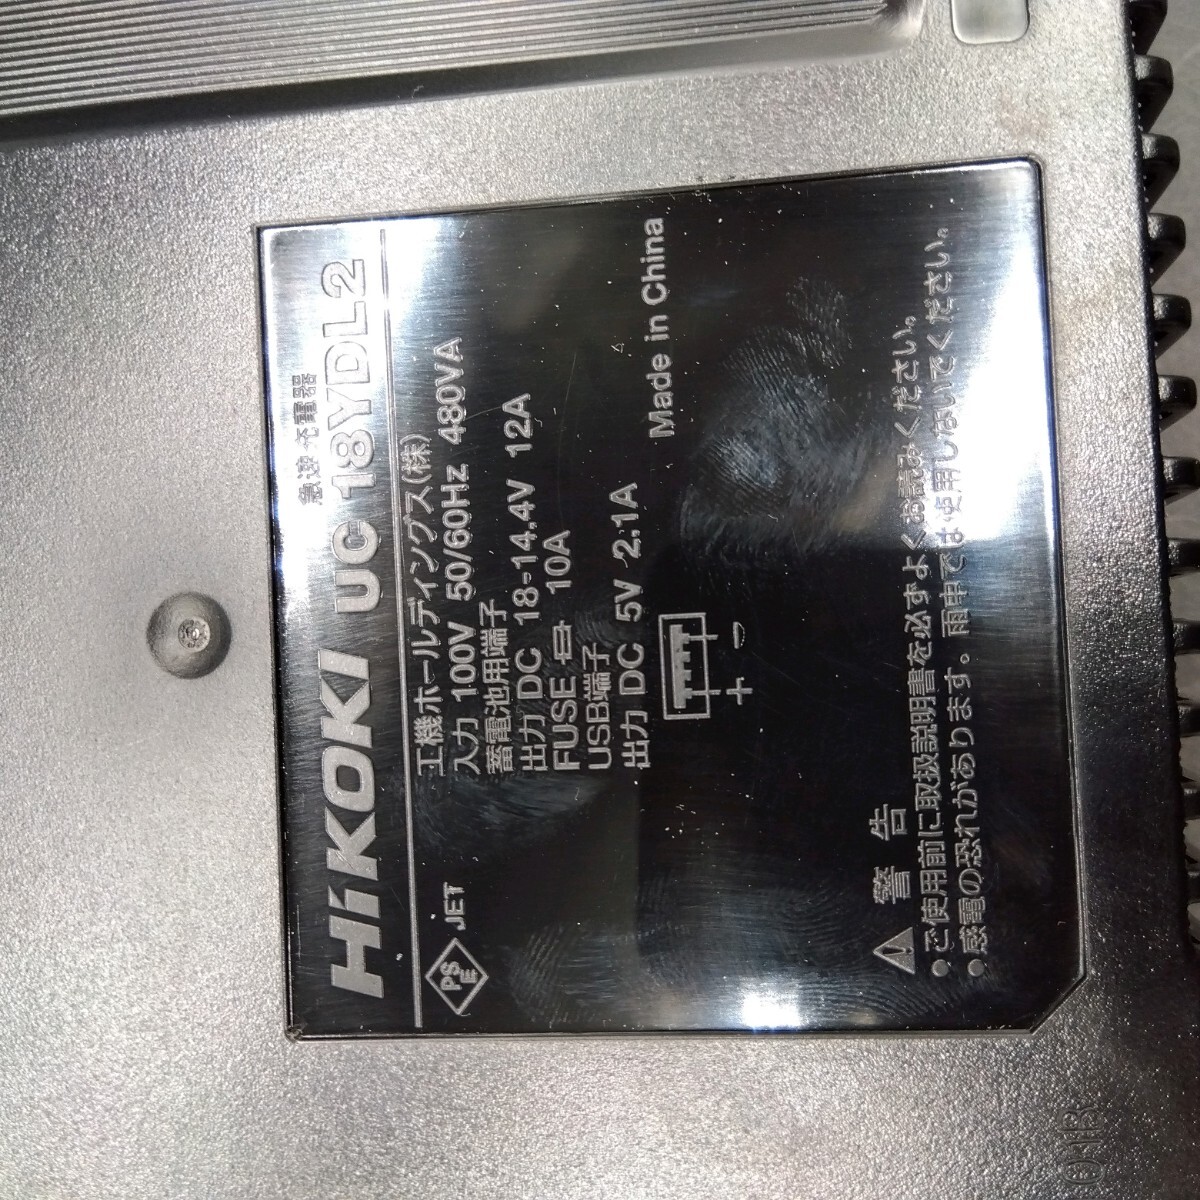 急速充電器
HiKOKI UC 18YDL2
工機ホールディングス(株)
入力 100V 50/60Hz 480VA
蓄電池用端子
出力 DC 18-14.4V 12A
FUSE 10A
USB端子
出力 DC 5V 2.1A
Made in China
+ -
PSE JET
警告
●ご使用前に取扱説明書を必ずよくお読みください。
●感電の恐れがあります。雨中では使用しないでください。